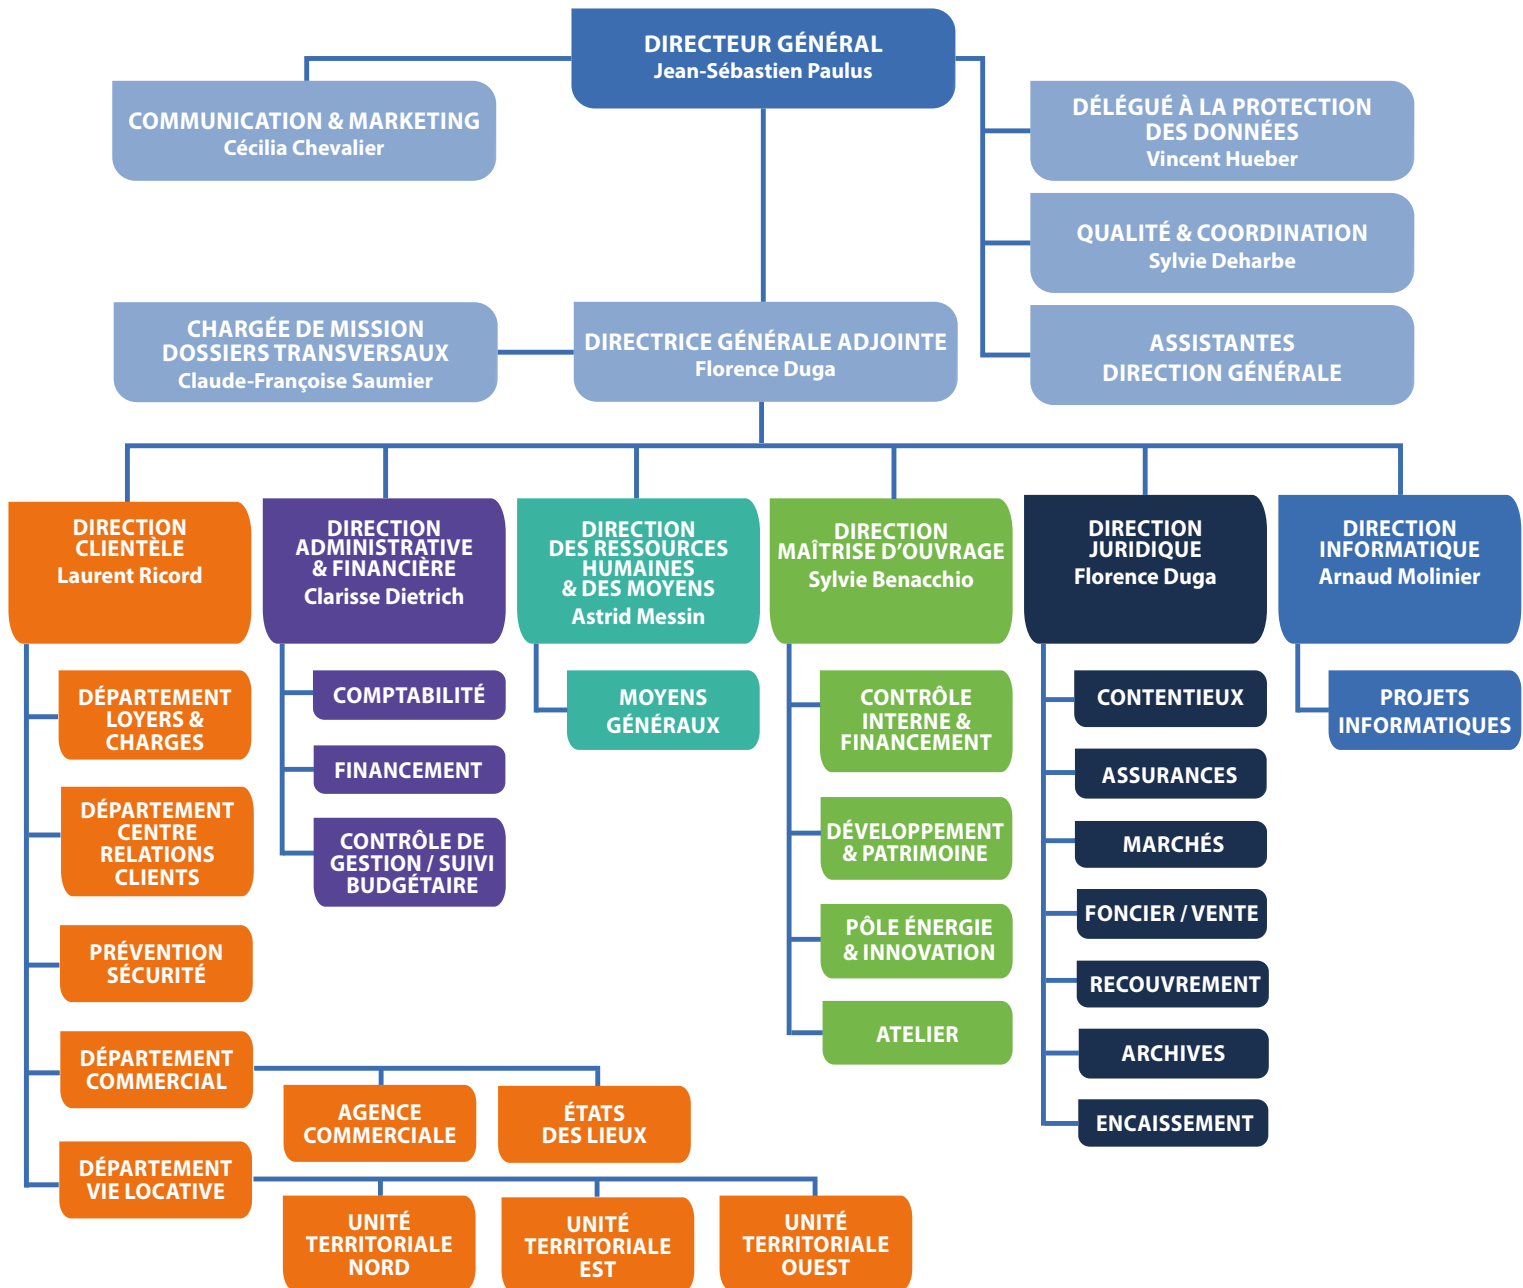 DIRECTEUR GÉNÉRAL
Jean-Sébastien Paulus
COMMUNICATION & MARKETING
Cécilia Chevalier
DÉLÉGUÉ À LA PROTECTION
DES DONNÉES
Vincent Hueber
QUALITÉ & COORDINATION
Sylvie Deharbe
CHARGÉE DE MISSION
DOSSIERS TRANSVERSAUX
Claude-Françoise Saumier
DIRECTRICE GÉNÉRALE ADJOINTE
Florence Duga
ASSISTANTES
DIRECTION GÉNÉRALE
DIRECTION
CLIENTÈLE
Laurent Ricord
DIRECTION
ADMINISTRATIVE
& FINANCIÈRE
Clarisse Dietrich
DIRECTION
DES RESSOURCES
HUMAINES
& DES MOYENS
Astrid Messin
DIRECTION
MAÎTRISE D'OUVRAGE
Sylvie Benacchio
DIRECTION
JURIDIQUE
Florence Duga
DIRECTION
INFORMATIQUE
Arnaud Molinier
DÉPARTEMENT
LOYERS &
CHARGES
DÉPARTEMENT
CENTRE
RELATIONS
CLIENTS
PRÉVENTION
SÉCURITÉ
DÉPARTEMENT
COMMERCIAL
AGENCE
COMMERCIALE
ÉTATS
DES LIEUX
DÉPARTEMENT
VIE LOCATIVE
UNITÉ
TERRITORIALE
NORD
UNITÉ
TERRITORIALE
EST
UNITÉ
TERRITORIALE
OUEST
COMPTABILITÉ
FINANCEMENT
CONTRÔLE DE
GESTION / SUIVI
BUDGÉTAIRE
MOYENS
GÉNÉRAUX
CONTRÔLE
INTERNE &
FINANCEMENT
DÉVELOPPEMENT
& PATRIMOINE
PÔLE ÉNERGIE
& INNOVATION
ATELIER
CONTENTIEUX
ASSURANCES
MARCHÉS
FONCIER / VENTE
RECOUVREMENT
ARCHIVES
ENCAISSEMENT
PROJETS
INFORMATIQUES